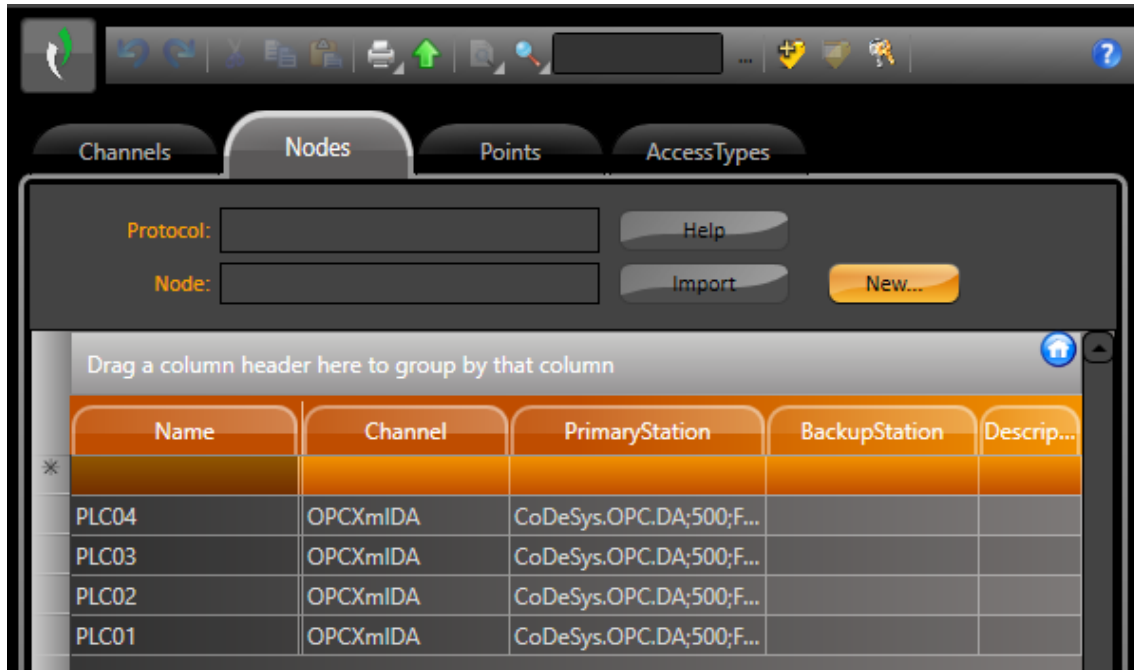 ...
Channels Nodes Points AccessTypes
Protocol: Help
Node: Import New...
Drag a column header here to group by that column
Name Channel PrimaryStation BackupStation Descrip...
PLC04 OPCXmlDA CoDeSys.OPC.DA;500;F...
PLC03 OPCXmlDA CoDeSys.OPC.DA;500;F...
PLC02 OPCXmlDA CoDeSys.OPC.DA;500;F...
PLC01 OPCXmlDA CoDeSys.OPC.DA;500;F...